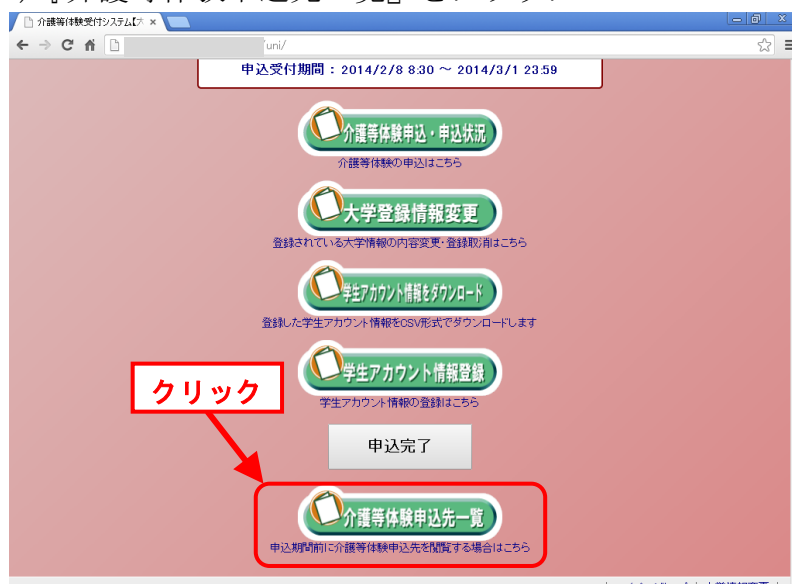 介護等体験受付システム【大
uni/
申込受付期間：2014/2/8 8:30 ～ 2014/3/1 23:59
介護等体験申込・申込状況
介護等体験の申込はこちら
大学登録情報変更
登録されている大学情報の内容変更・登録取消はこちら
学生アカウント情報をダウンロード
登録した学生アカウント情報をCSV形式でダウンロードします
学生アカウント情報登録
クリック
学生アカウント情報の登録はこちら
申込完了
介護等体験申込先一覧
申込期間前に介護等体験申込先を閲覧する場合はこちら